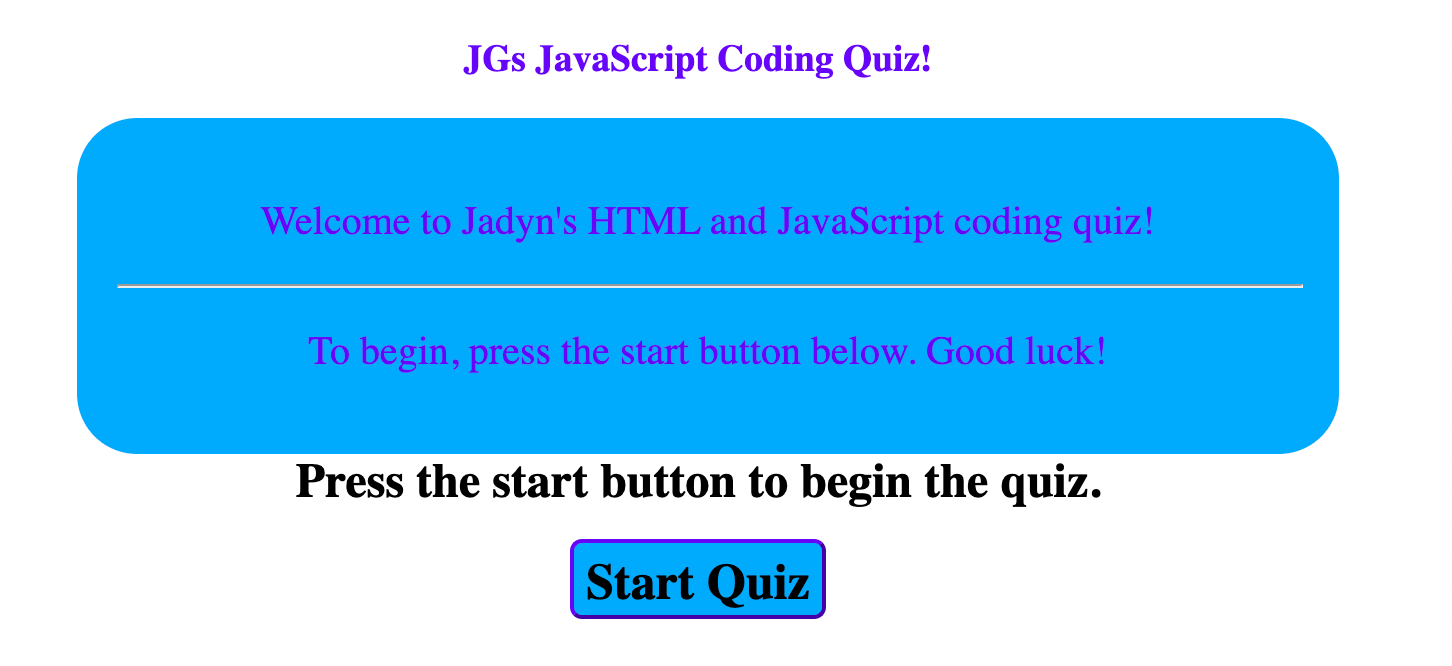 JGs JavaScript Coding Quiz!
Welcome to Jadyn's HTML and JavaScript coding quiz!
To begin, press the start button below. Good luck!
Press the start button to begin the quiz.
Start Quiz